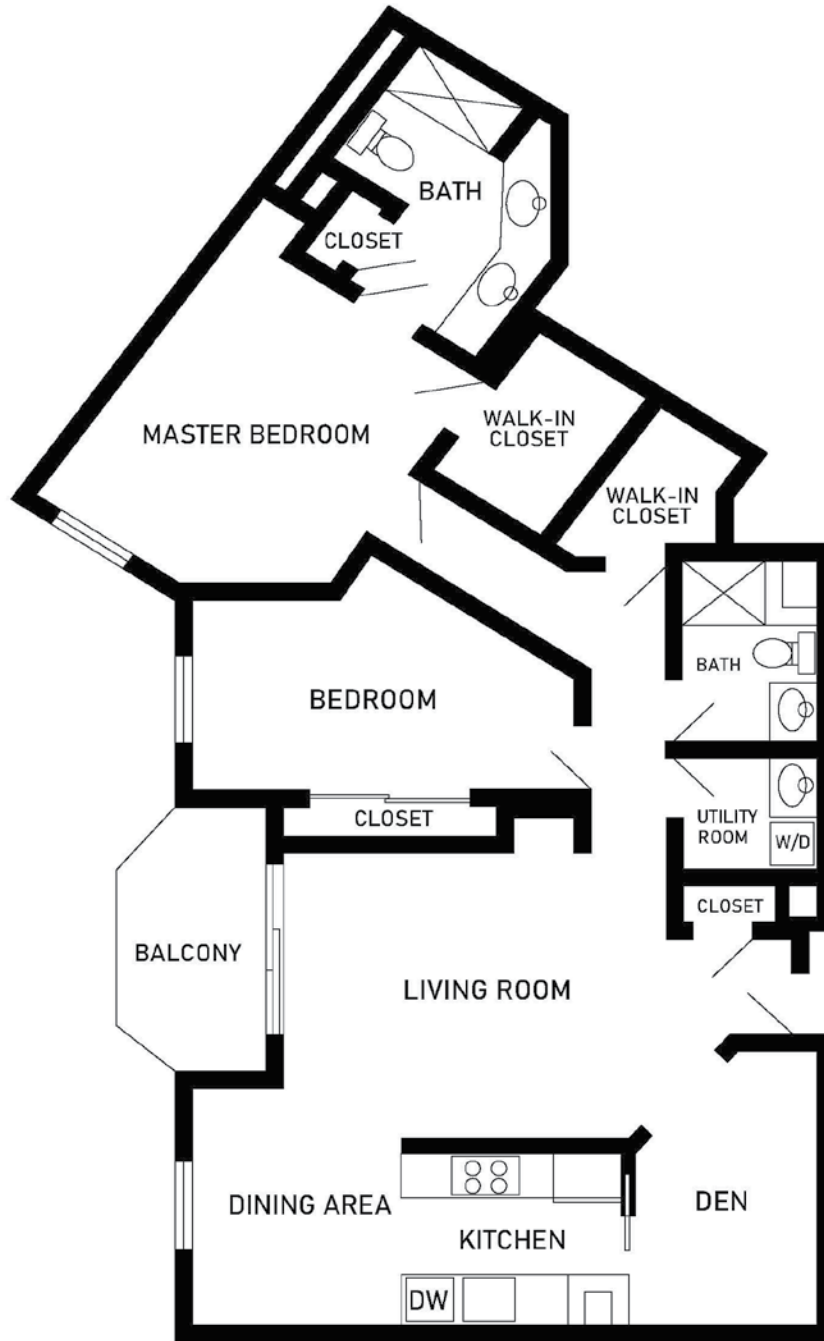 BATH
CLOSET
MASTER BEDROOM
WALK-IN
CLOSET
WALK-IN
CLOSET
BATH
BEDROOM
CLOSET
UTILITY
ROOM
W/D
CLOSET
BALCONY
LIVING ROOM
DINING AREA
DEN
KITCHEN
DW